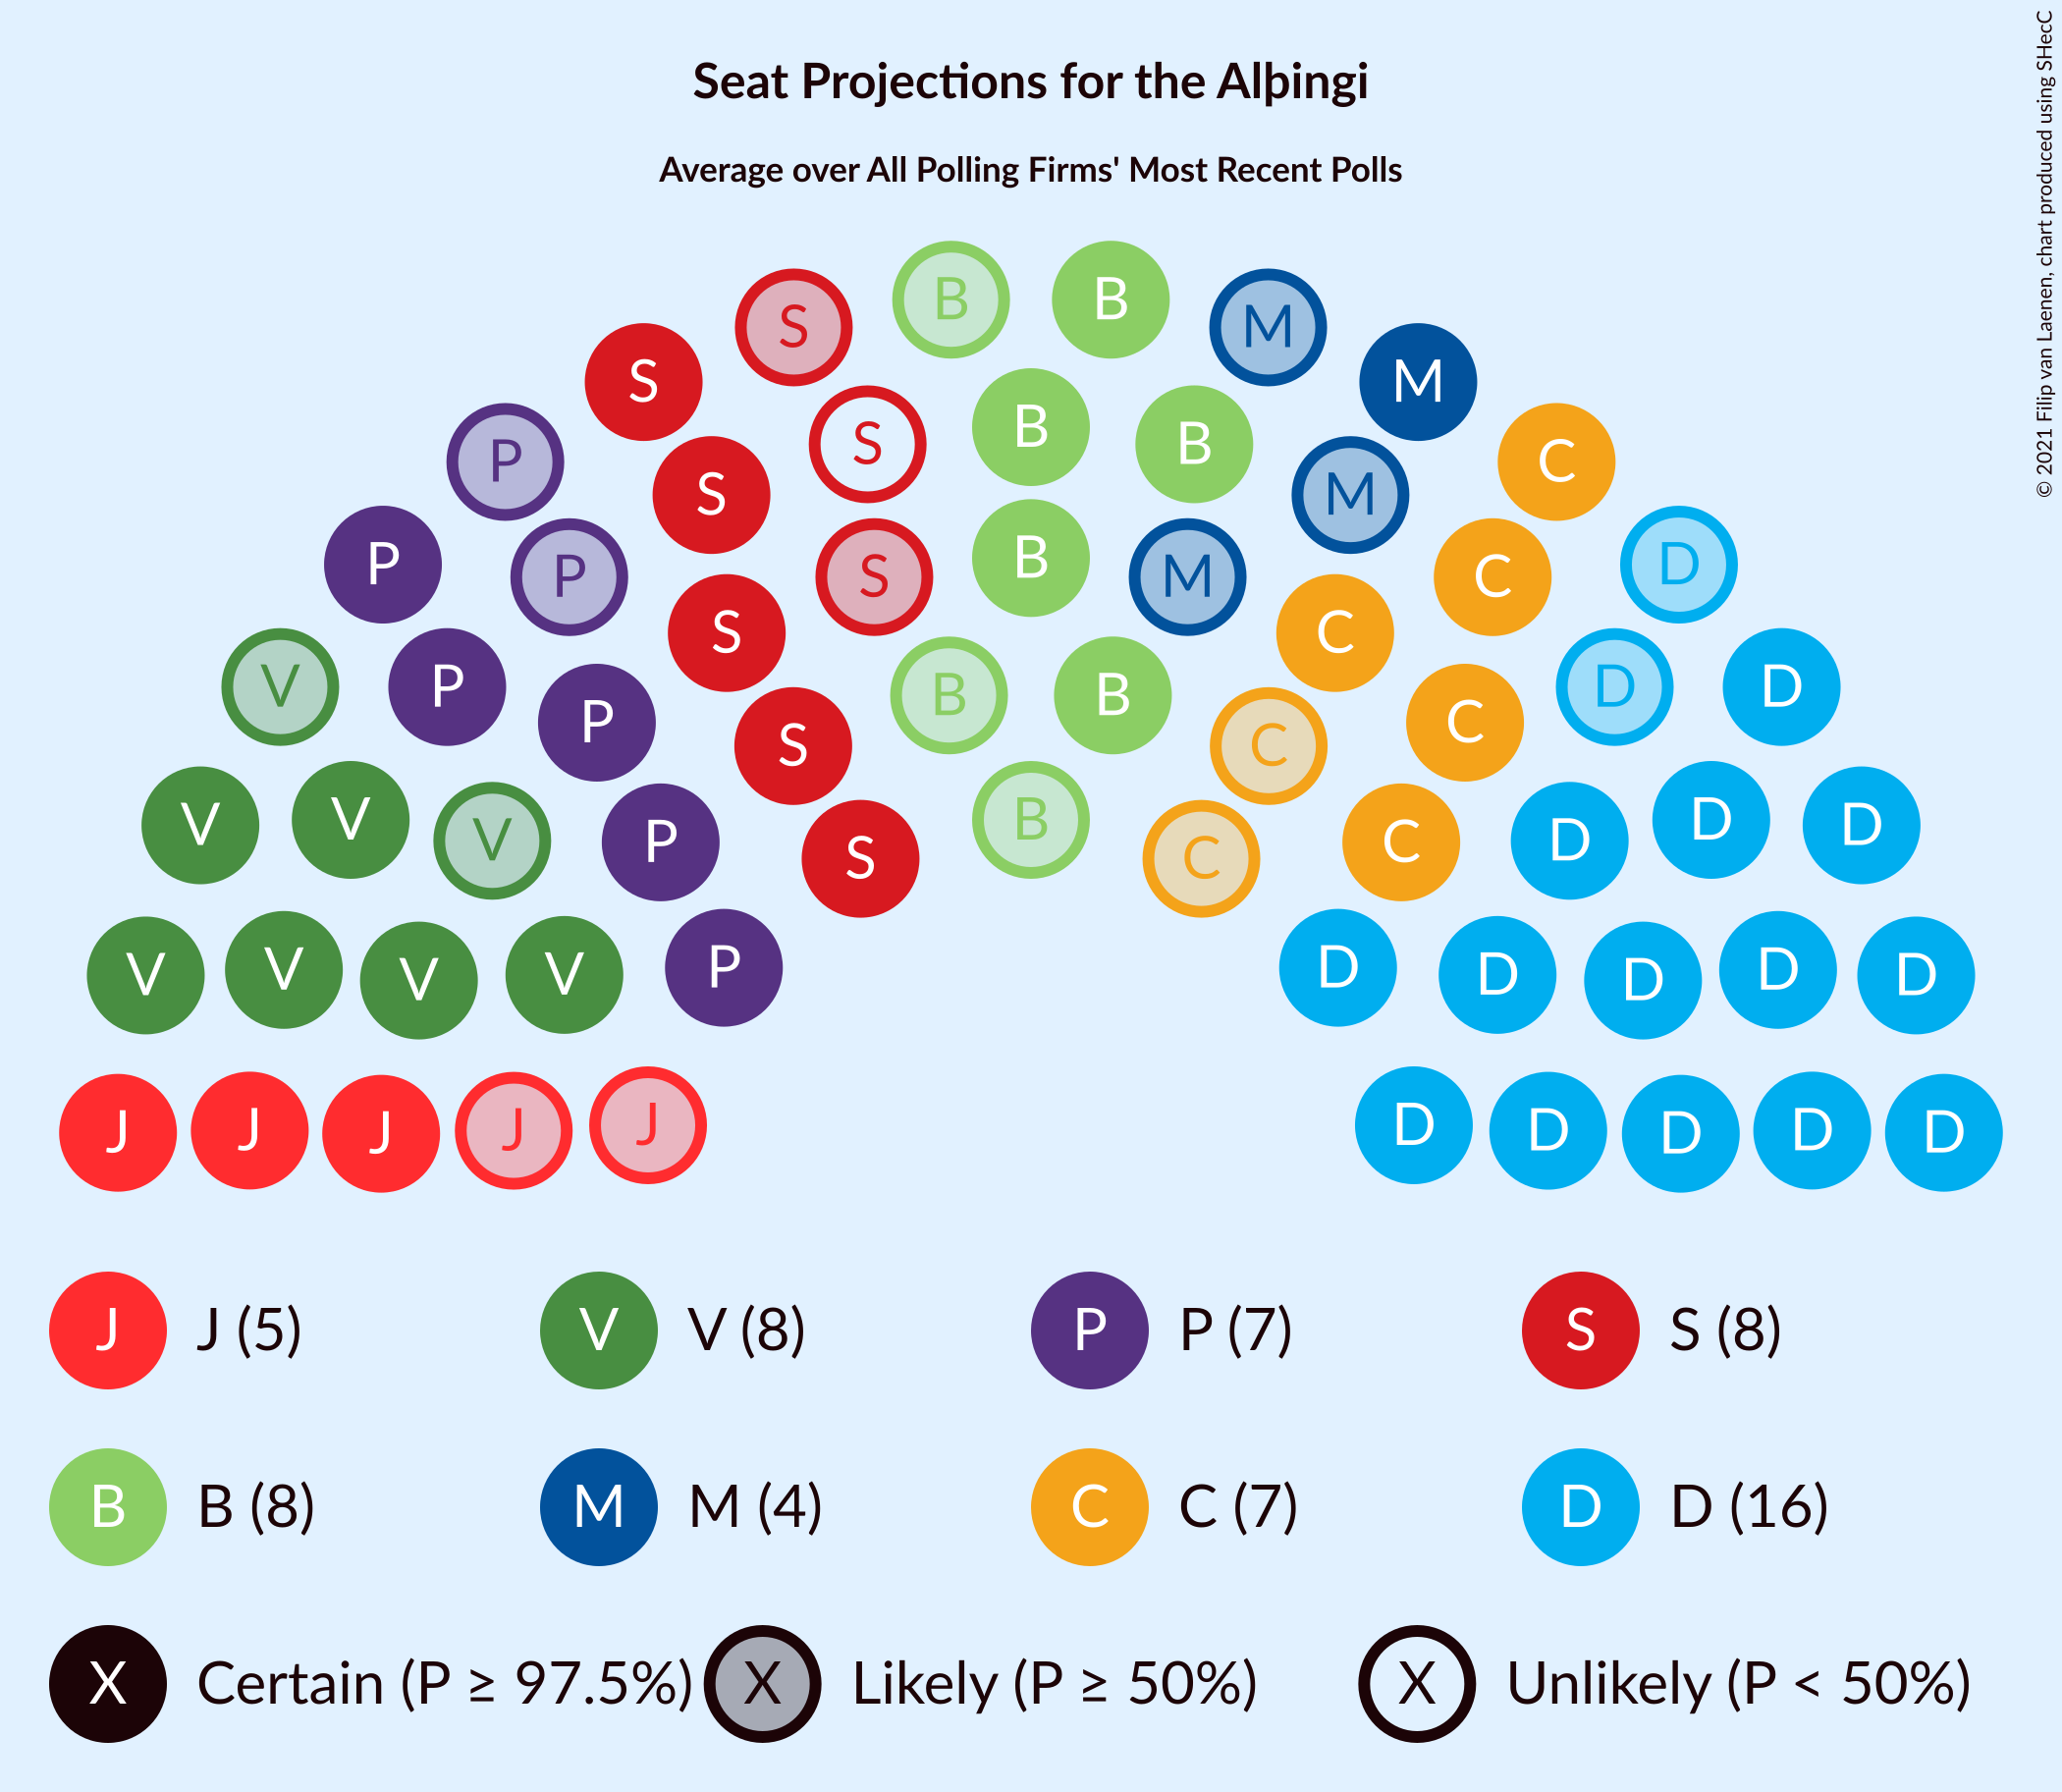 © 2021 Filip van Laenen, chart produced using SHecC
Seat Projections for the Alþingi
Average over All Polling Firms' Most Recent Polls
B B
S M
S M
S B B
P C
S M
P B D
P S M C
S C
V P B B D D
P C
S C
V V B D D
V P C D
S C
V V V V P D D D D D
J J J J J D D D D D
J J (5) V V (8) P P (7) S S (8)
B B (8) M M (4) C C (7) D D (16)
X Certain (P ≥ 97.5%) X Likely (P ≥ 50%) X Unlikely (P < 50%)